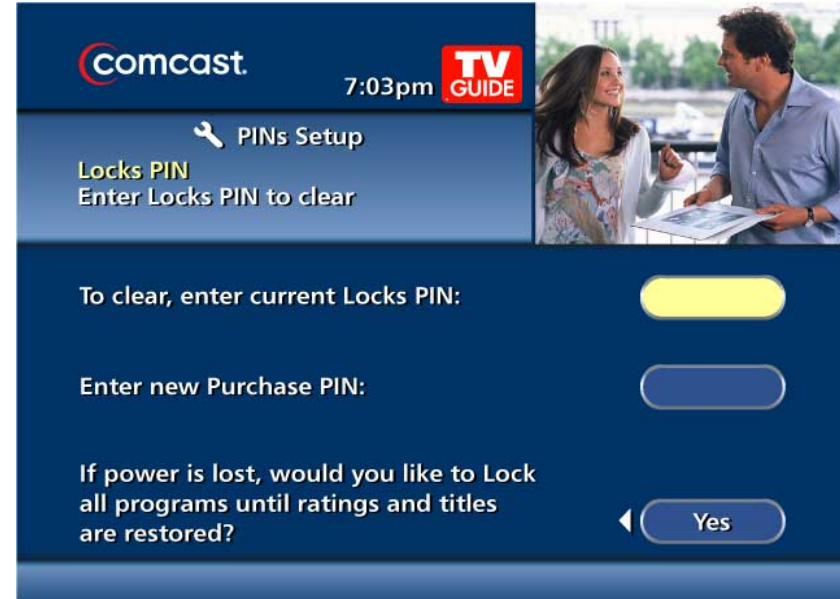 comcast.
7:03pm
TV
GUIDE
PINs Setup
Locks PIN
Enter Locks PIN to clear
To clear, enter current Locks PIN:
Enter new Purchase PIN:
If power is lost, would you like to Lock
all programs until ratings and titles
are restored?
Yes